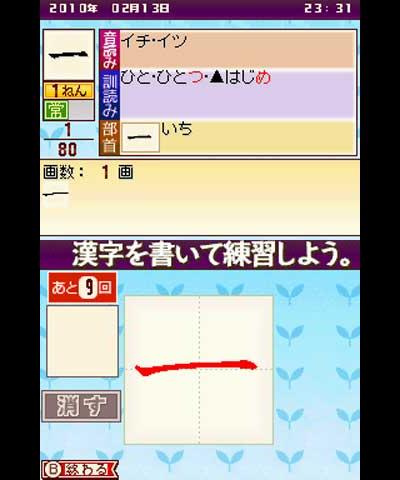 2010年 02月13日 23:31
一
音読み イチ・イツ
1ねん
常
訓読み ひと・ひとつ・▲はじめ
1
80
部首 一 いち
画数： 1 画
一
漢字を書いて練習しよう。
あと9回
一
消す
Ⓑ終わる